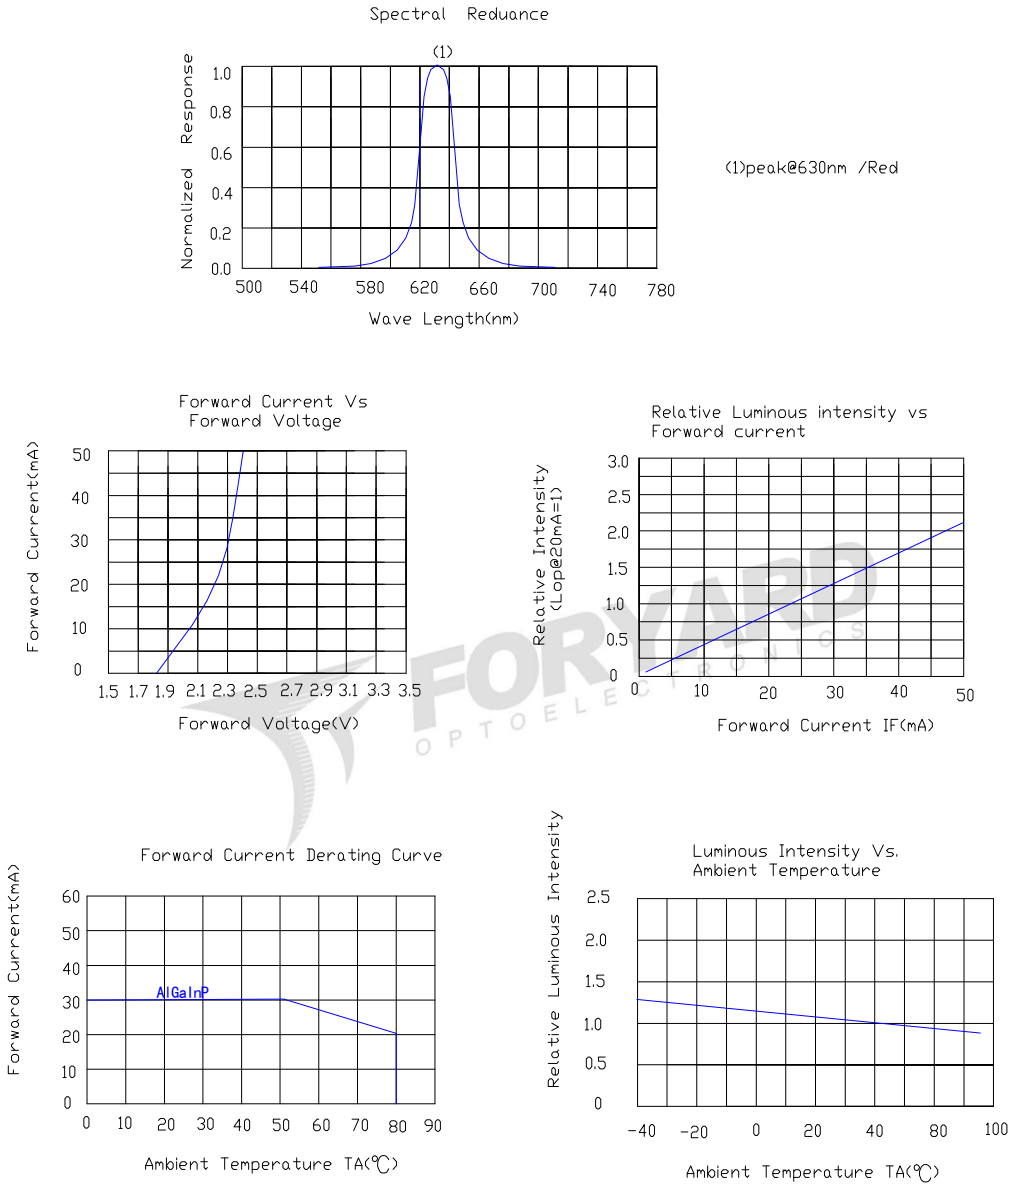 Spectral Reduance
(1)
Normalized Response
1.0
0.8
0.6
0.4
0.2
0.0
500 540 580 620 660 700 740 780
Wave Length(nm)
(1)peak@630nm /Red
Forward Current Vs
Forward Voltage
Forward Current(mA)
50
40
30
20
10
0
1.5 1.7 1.9 2.1 2.3 2.5 2.7 2.9 3.1 3.3 3.5
Forward Voltage(V)
Relative Luminous intensity vs
Forward current
Relative Intensity
(Lop@20mA=1)
3.0
2.5
2.0
1.5
1.0
0.5
0
0 10 20 30 40 50
Forward Current IF(mA)
FORYARD
OPTOELECTRONICS
Forward Current Derating Curve
Forward Current(mA)
60
50
40
30
20
10
0
AlGaInP
0 10 20 30 40 50 60 70 80 90
Ambient Temperature TA(℃)
Luminous Intensity Vs.
Ambient Temperature
Relative Luminous Intensity
2.5
2.0
1.5
1.0
0.5
0
-40 -20 0 20 40 80 100
Ambient Temperature TA(℃)